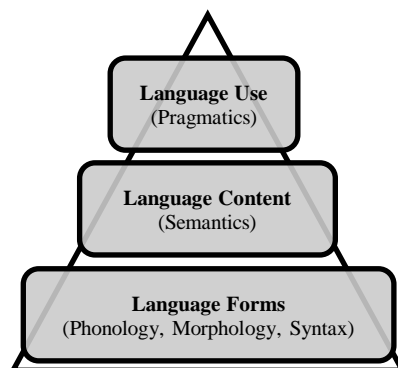 Language Use
(Pragmatics)
Language Content
(Semantics)
Language Forms
(Phonology, Morphology, Syntax)